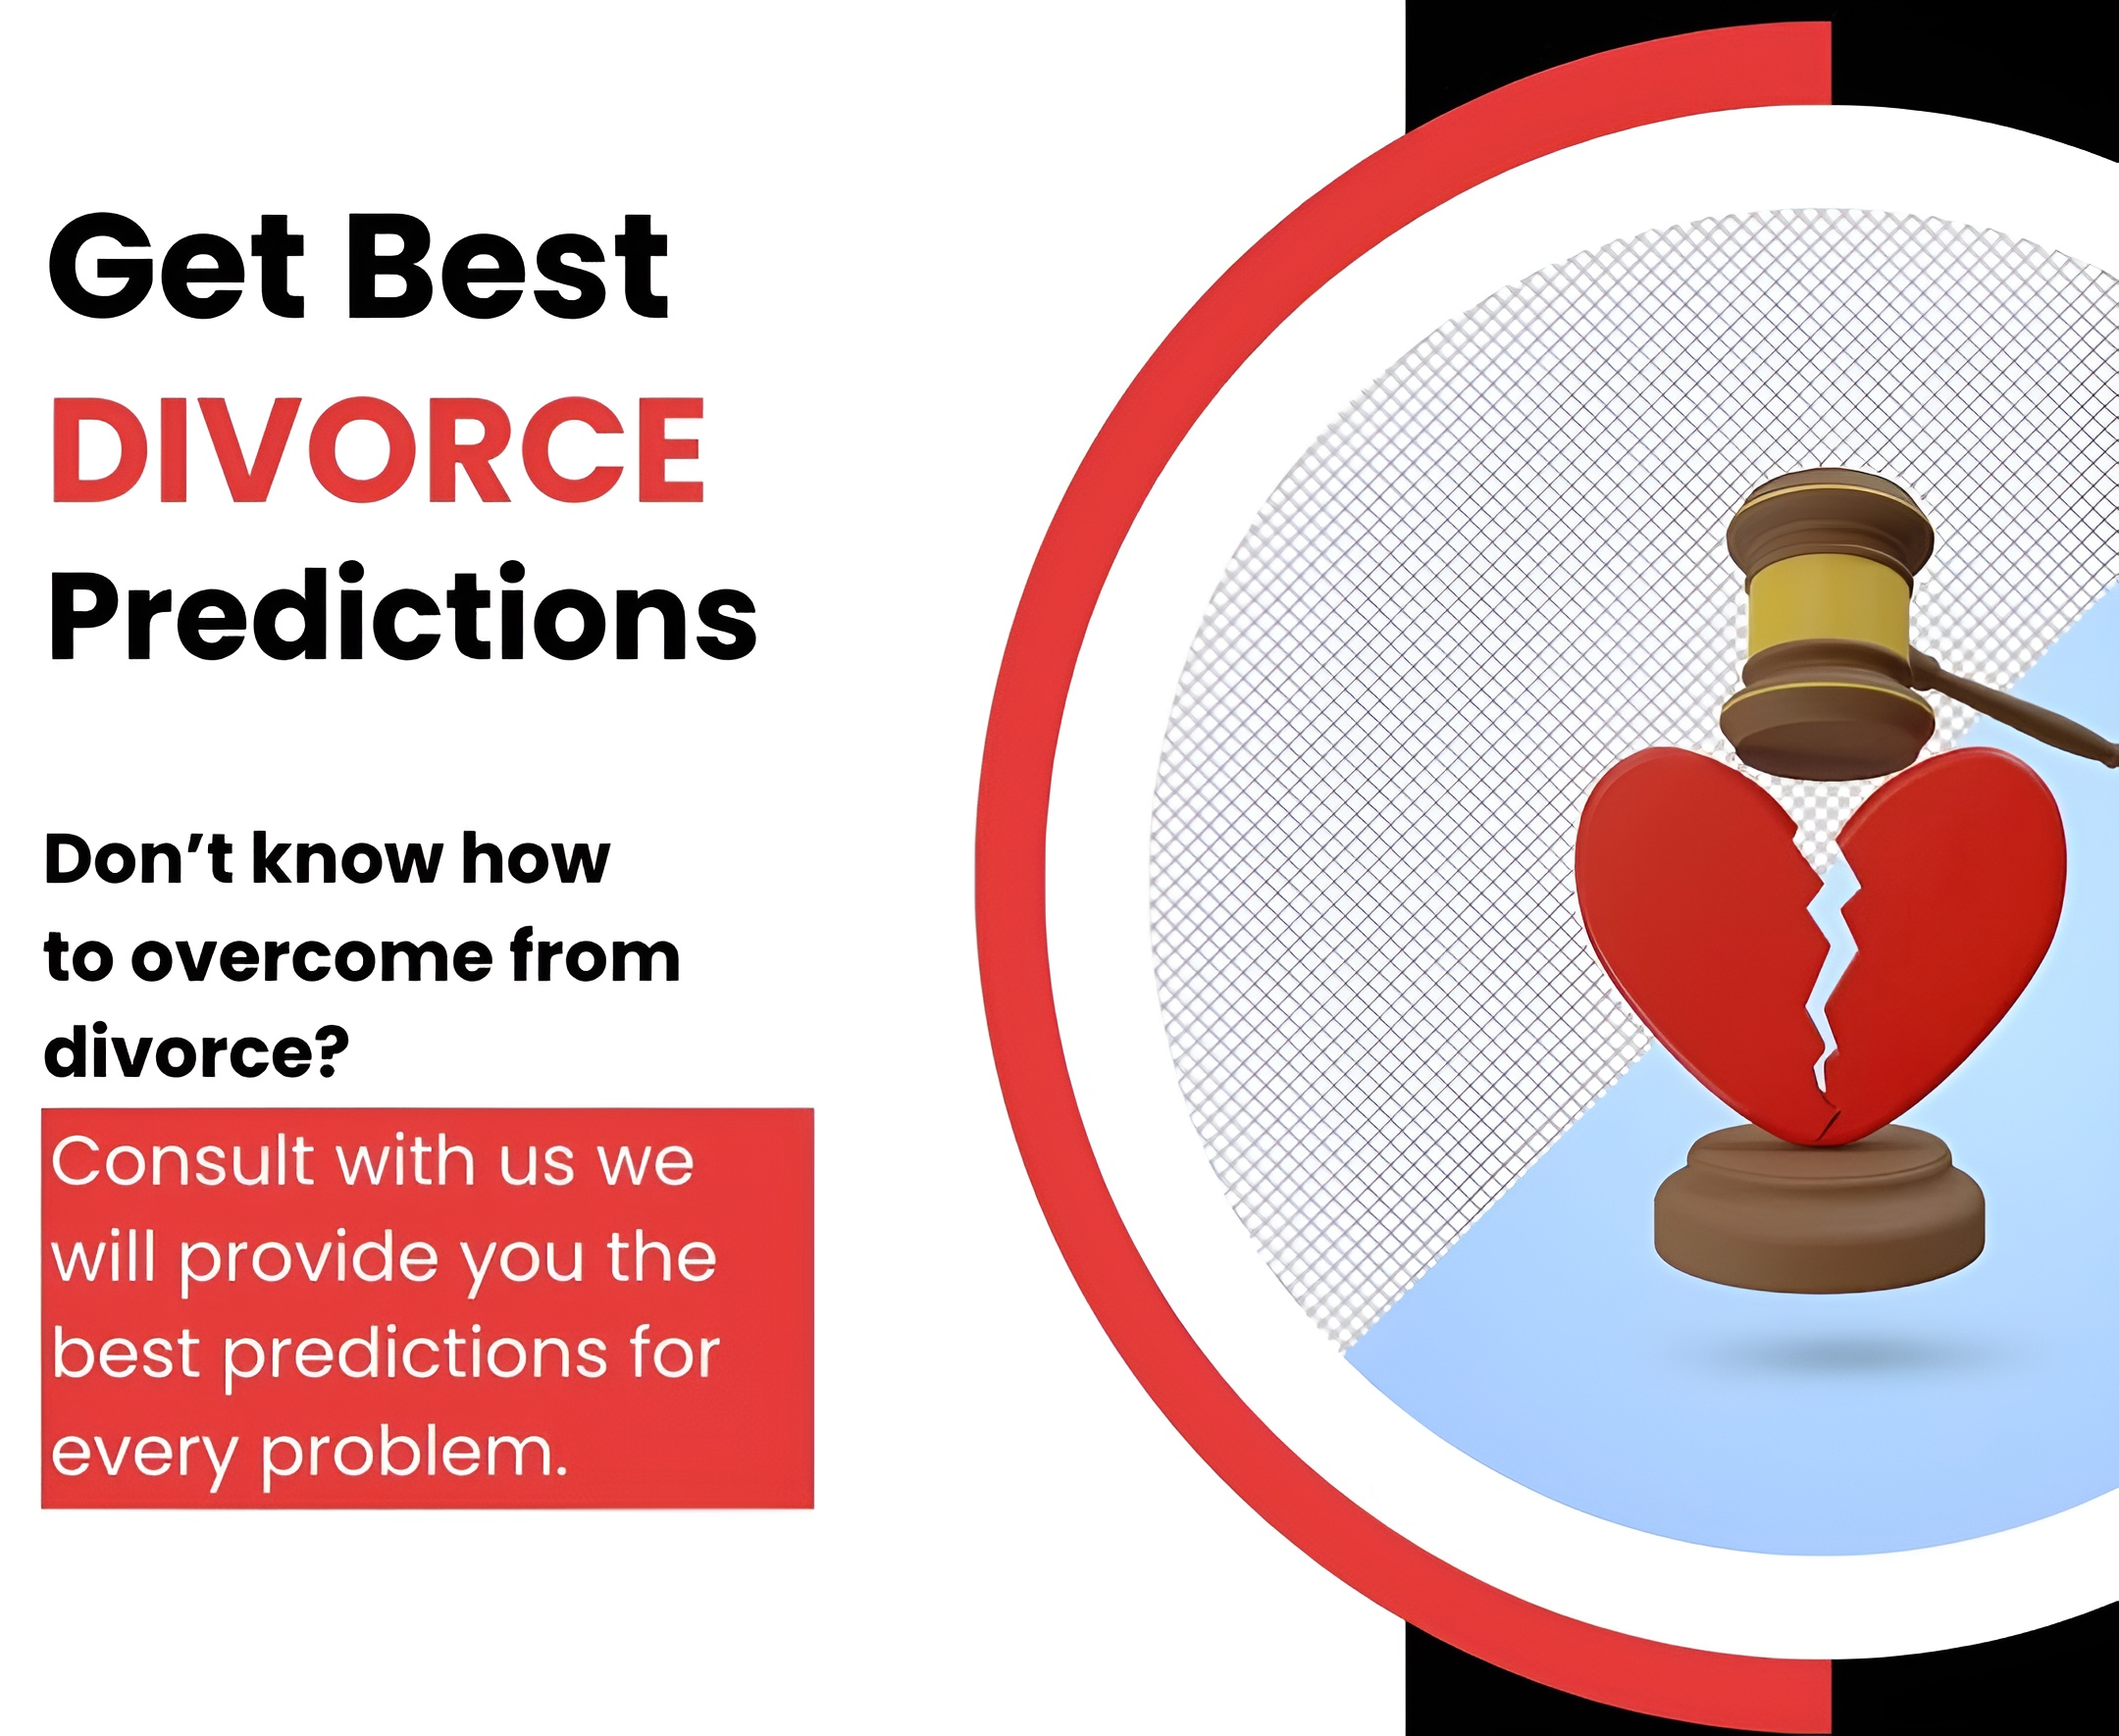 Get Best
DIVORCE
Predictions
Don’t know how
to overcome from
divorce?
Consult with us we
will provide you the
best predictions for
every problem.